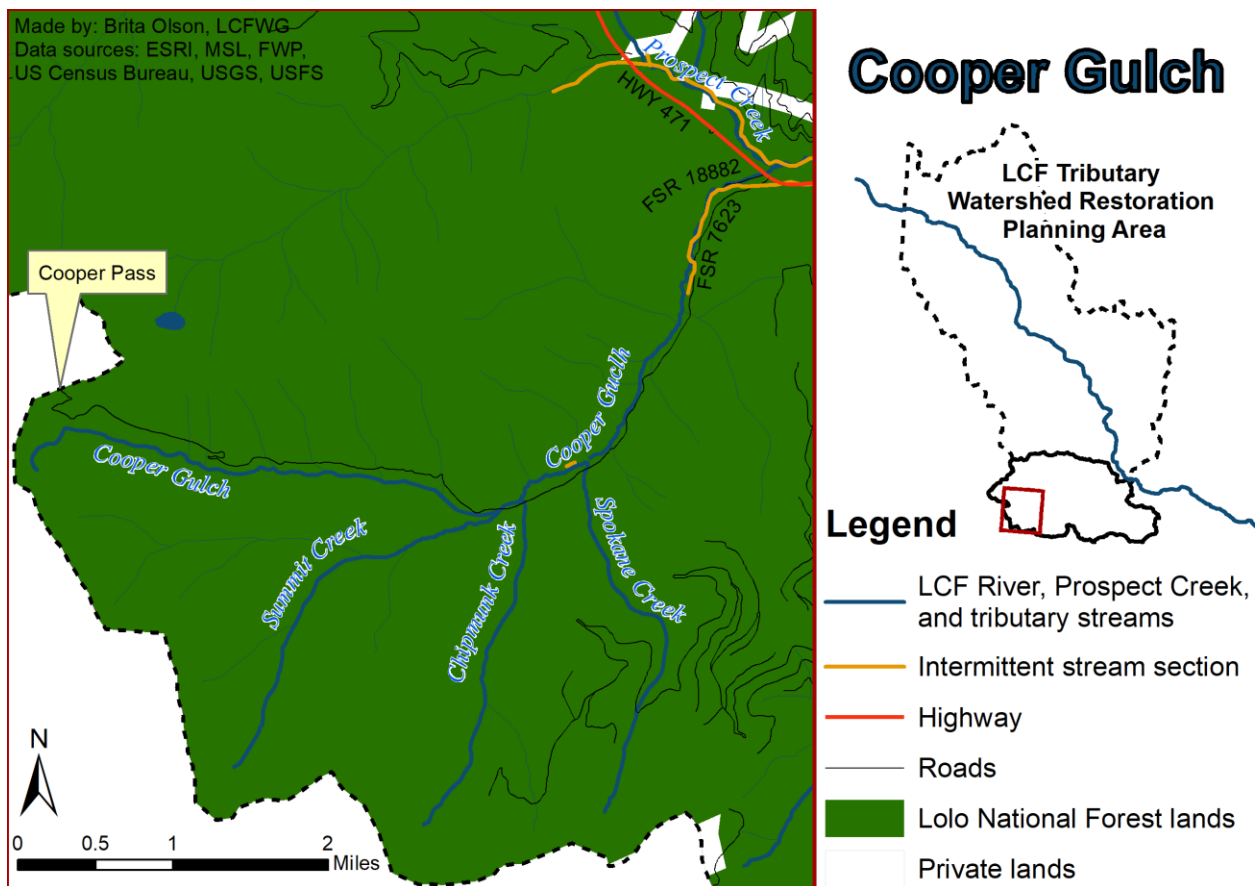 Made by: Brita Olson, LCFWG
Data sources: ESRI, MSL, FWP,
US Census Bureau, USGS, USFS
Prospect Creek
HWY 471
FSR 18882
FSR 7623
Cooper Pass
Cooper Guclh
Cooper Gulch
Summit Creek
Chipmunk Creek
Spokane Creek
N
0 0.5 1 2
Miles
Cooper Gulch
LCF Tributary
Watershed Restoration
Planning Area
Legend
LCF River, Prospect Creek,
and tributary streams
Intermittent stream section
Highway
Roads
Lolo National Forest lands
Private lands